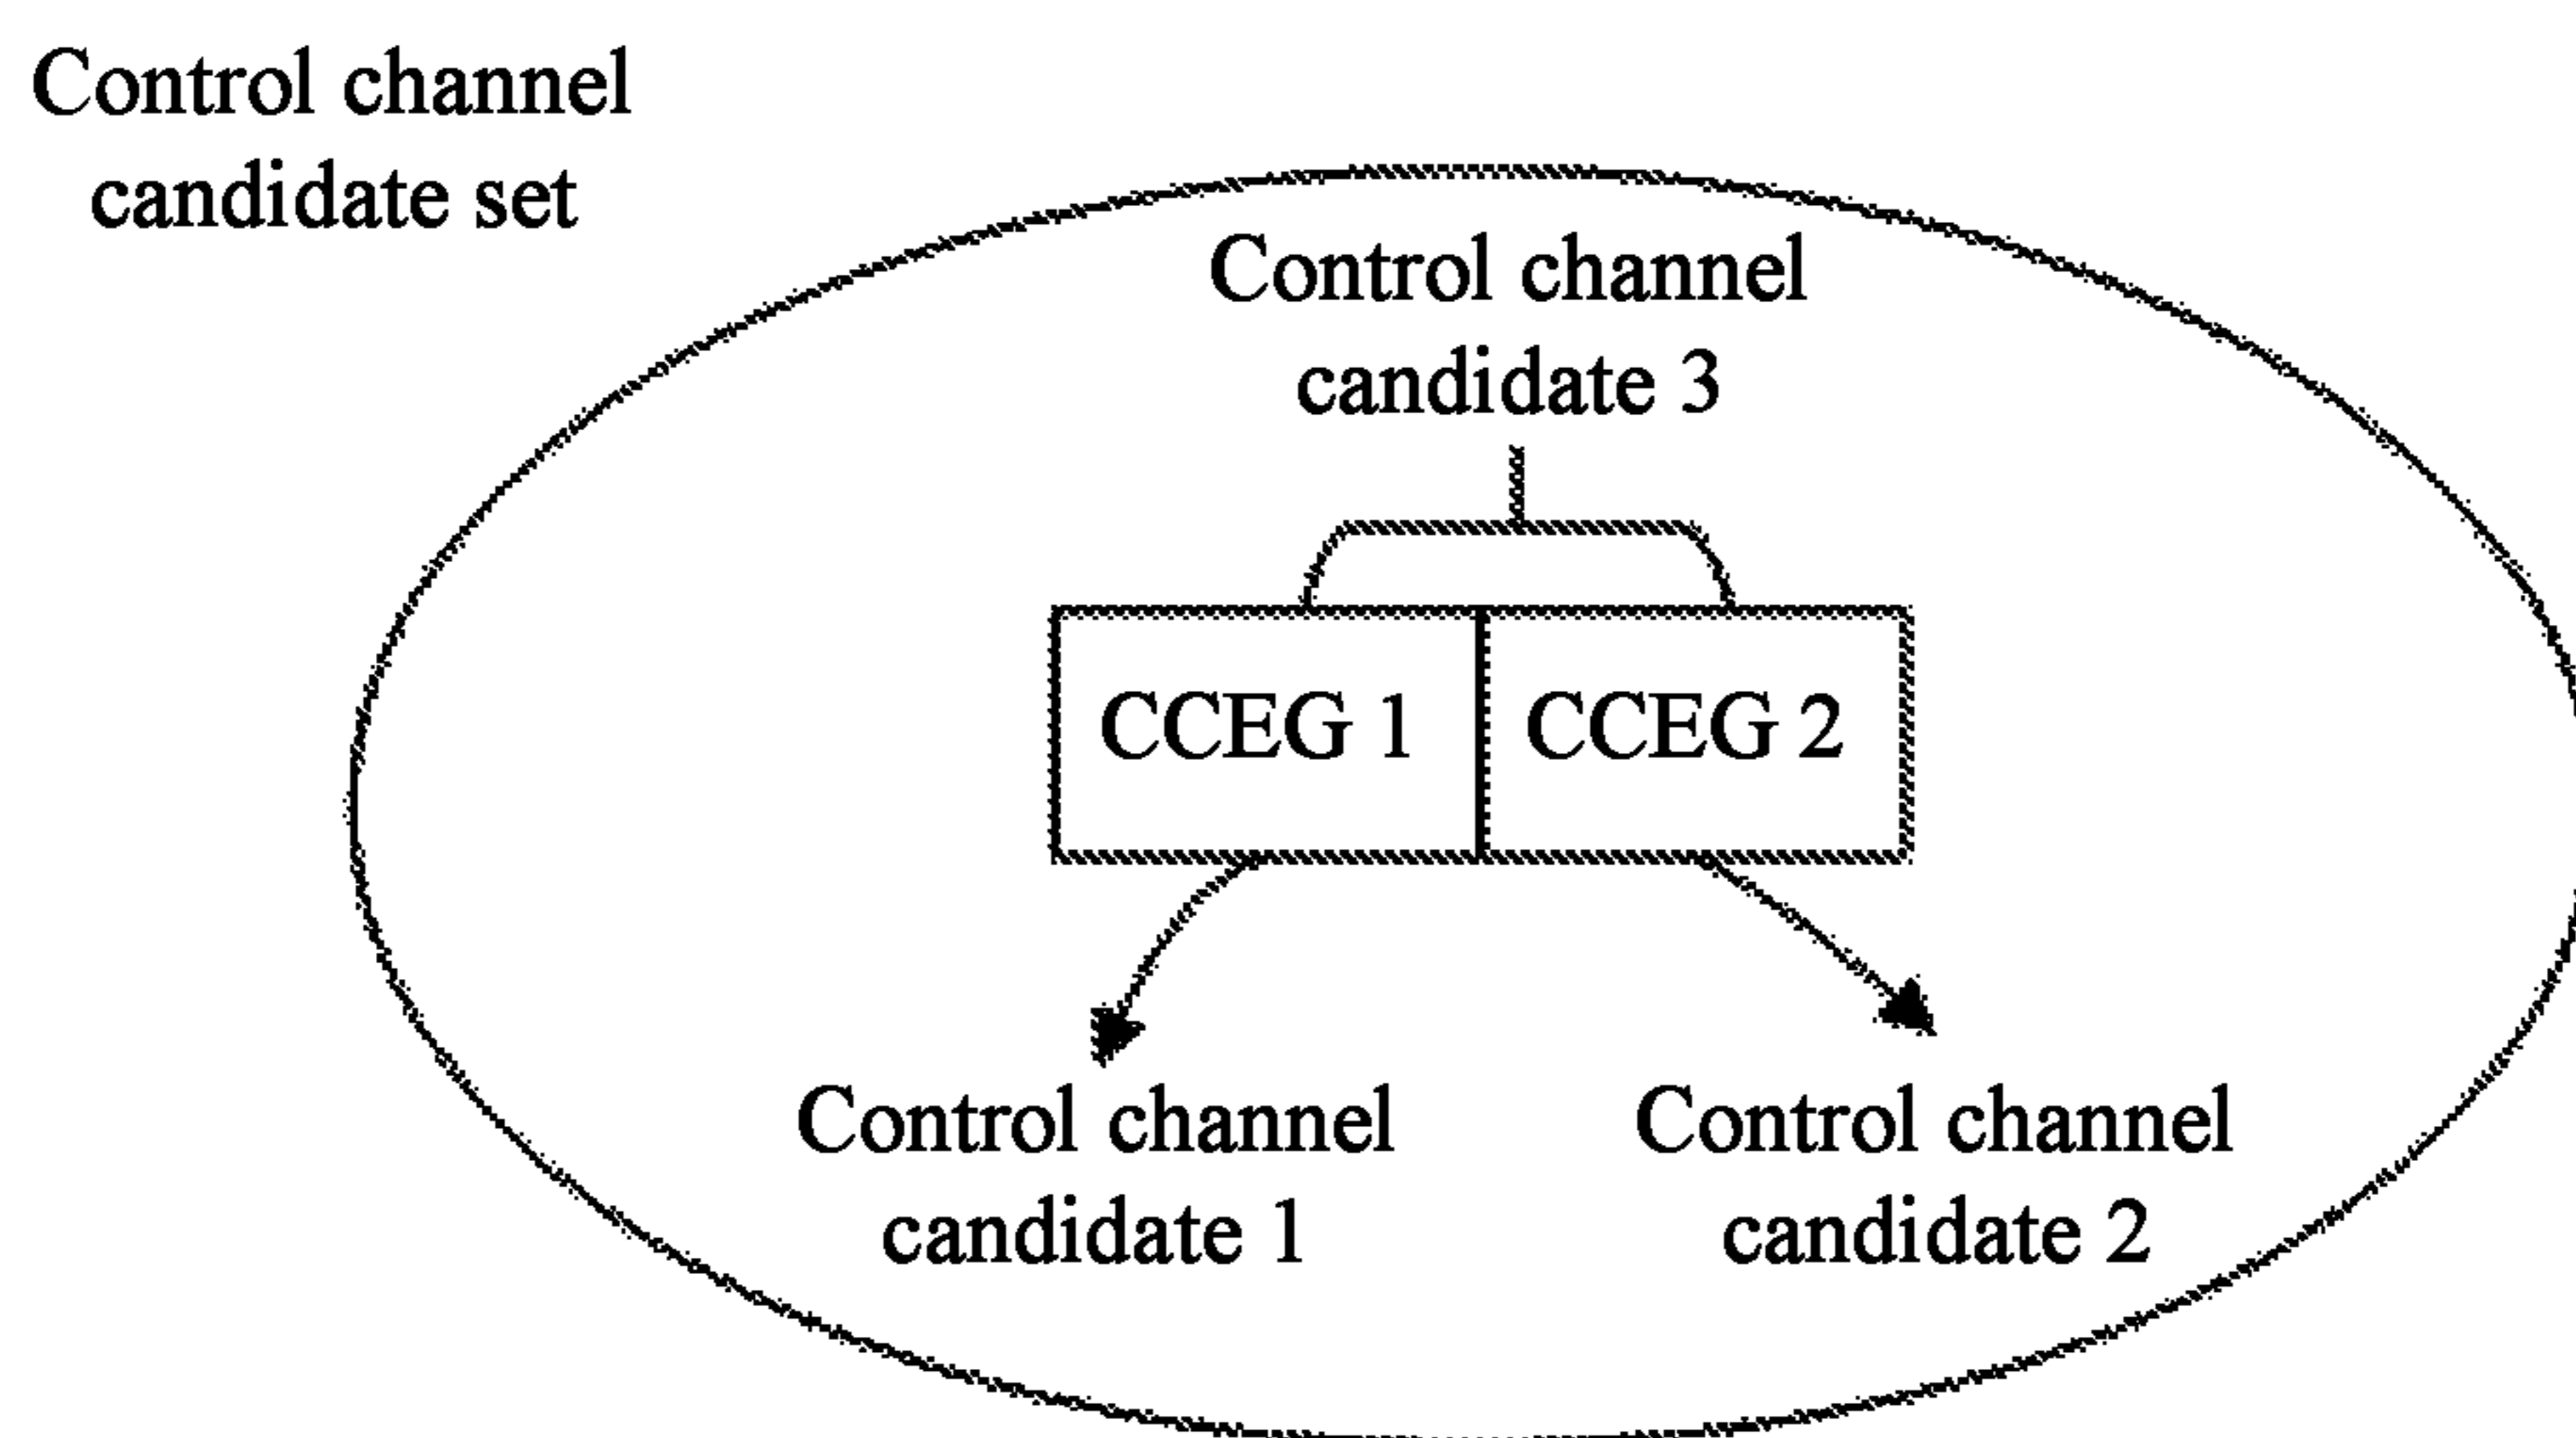 Control channel
candidate set
Control channel
candidate 3
CCEG 1
CCEG 2
Control channel
candidate 1
Control channel
candidate 2